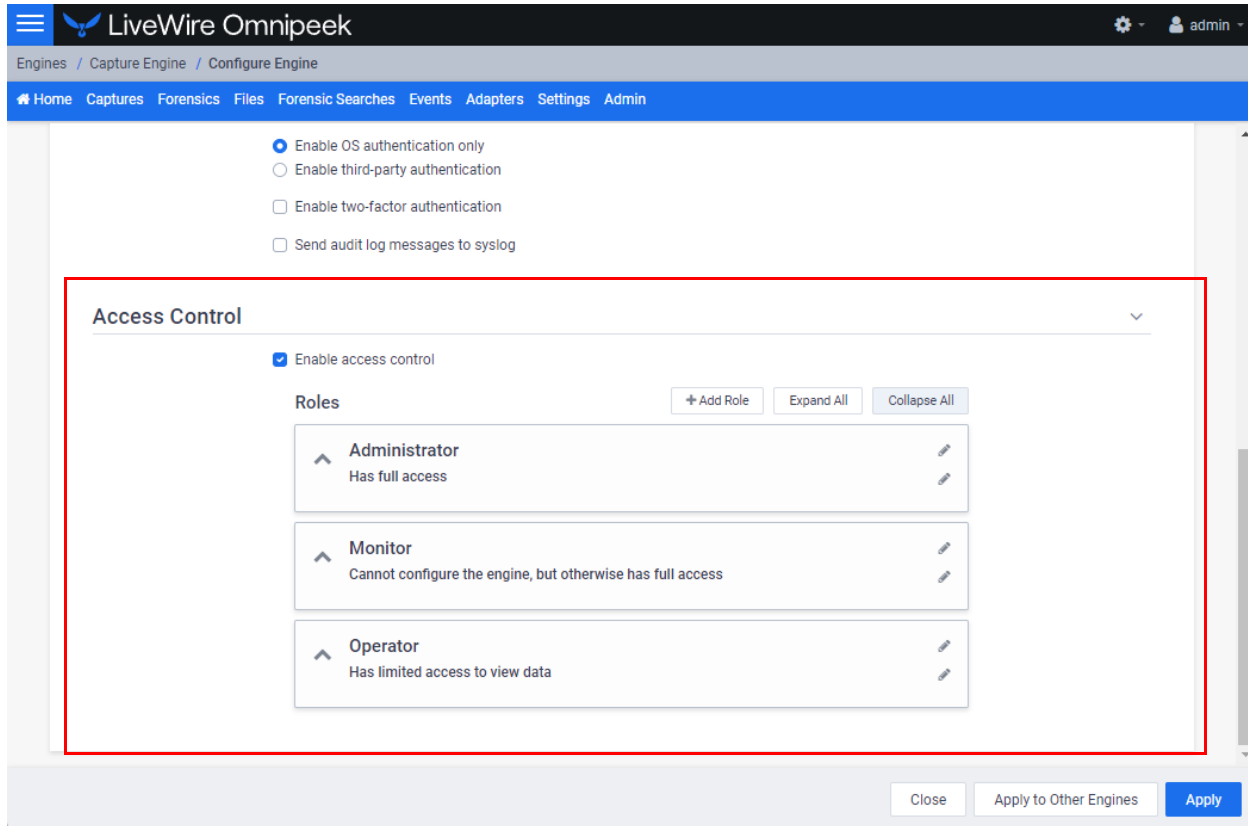 LiveWire Omnipeek
admin
Engines / Capture Engine / Configure Engine
Home Captures Forensics Files Forensic Searches Events Adapters Settings Admin
Enable OS authentication only
Enable third-party authentication
Enable two-factor authentication
Send audit log messages to syslog
Access Control
Enable access control
Roles
+ Add Role Expand All Collapse All
Administrator
Has full access
Monitor
Cannot configure the engine, but otherwise has full access
Operator
Has limited access to view data
Close Apply to Other Engines Apply